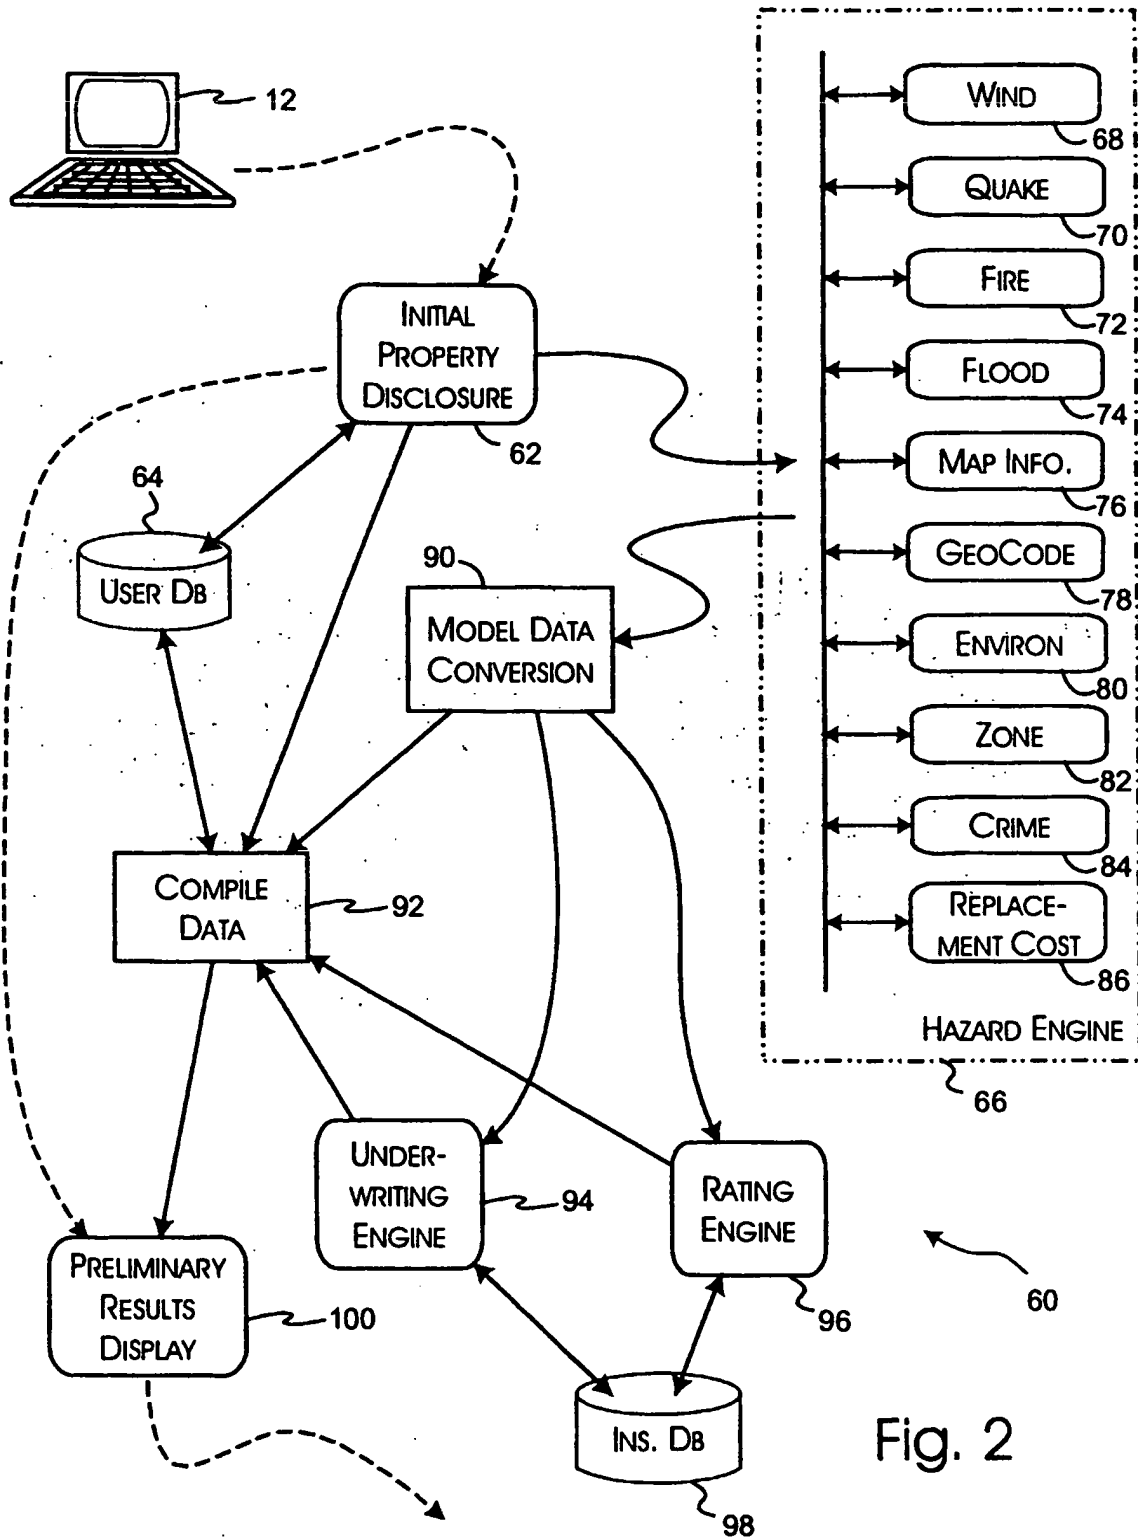 12
WIND
68
QUAKE
70
FIRE
72
FLOOD
74
MAP INFO.
76
GEOCODE
78
ENVIRON
80
ZONE
82
CRIME
84
REPLACE-
MENT COST
86
HAZARD ENGINE
66
INITIAL
PROPERTY
DISCLOSURE
62
64
USER DB
90
MODEL DATA
CONVERSION
COMPILE
DATA
92
UNDER-
WRITING
ENGINE
94
RATING
ENGINE
96
60
PRELIMINARY
RESULTS
DISPLAY
100
INS. DB
98
Fig. 2